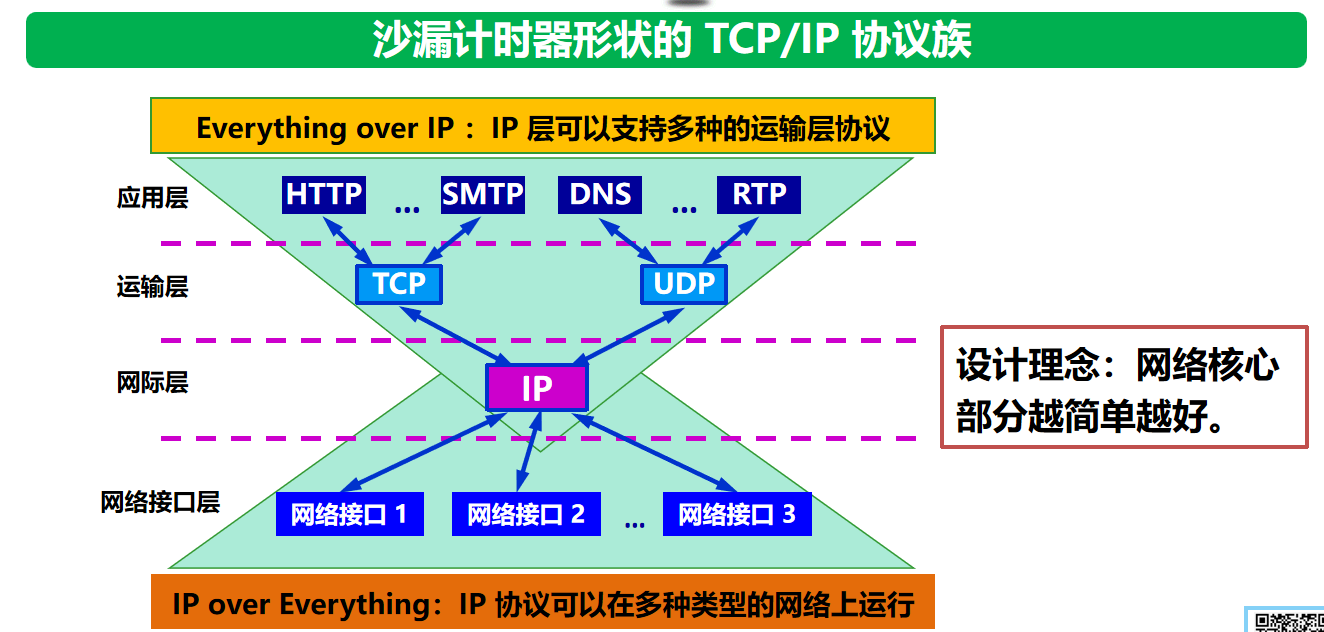 沙漏计时器形状的 TCP/IP 协议族
Everything over IP ：IP 层可以支持多种的运输层协议
应用层
HTTP … SMTP DNS … RTP
运输层
TCP UDP
网际层
IP
设计理念：网络核心
部分越简单越好。
网络接口层
网络接口 1 网络接口 2 … 网络接口 3
IP over Everything：IP 协议可以在多种类型的网络上运行